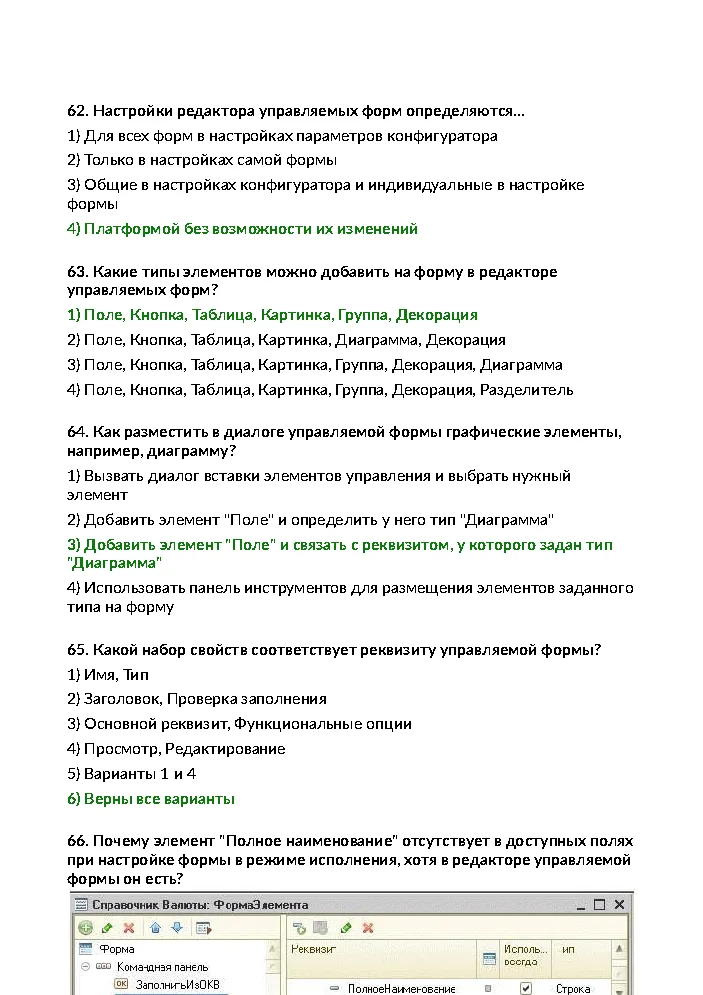 62. Настройки редактора управляемых форм определяются...
1) Для всех форм в настройках параметров конфигуратора
2) Только в настройках самой формы
3) Общие в настройках конфигуратора и индивидуальные в настройке
формы
4) Платформой без возможности их изменений
63. Какие типы элементов можно добавить на форму в редакторе
управляемых форм?
1) Поле, Кнопка, Таблица, Картинка, Группа, Декорация
2) Поле, Кнопка, Таблица, Картинка, Диаграмма, Декорация
3) Поле, Кнопка, Таблица, Картинка, Группа, Декорация, Диаграмма
4) Поле, Кнопка, Таблица, Картинка, Группа, Декорация, Разделитель
64. Как разместить в диалоге управляемой формы графические элементы,
например, диаграмму?
1) Вызвать диалог вставки элементов управления и выбрать нужный
элемент
2) Добавить элемент "Поле" и определить у него тип "Диаграмма"
3) Добавить элемент "Поле" и связать с реквизитом, у которого задан тип
"Диаграмма"
4) Использовать панель инструментов для размещения элементов заданного
типа на форму
65. Какой набор свойств соответствует реквизиту управляемой формы?
1) Имя, Тип
2) Заголовок, Проверка заполнения
3) Основной реквизит, Функциональные опции
4) Просмотр, Редактирование
5) Варианты 1 и 4
6) Верны все варианты
66. Почему элемент "Полное наименование" отсутствует в доступных полях
при настройке формы в режиме исполнения, хотя в редакторе управляемой
формы он есть?
Справочник Валюты: ФормаЭлемента
Форма
Командная панель
OK ЗаполнитьИзОКВ
Реквизит Исполь...
всегда
ПолноеНаименование Строка